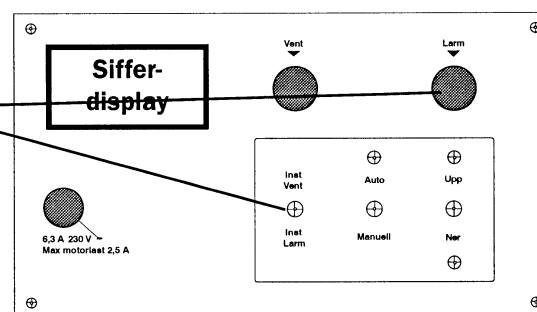 Vent
Larm
Siffer-
display
Inst
Vent
Auto
Upp
Inst
Larm
Manuell
Ner
6,3 A 230 V ~
Max motorlast 2,5 A